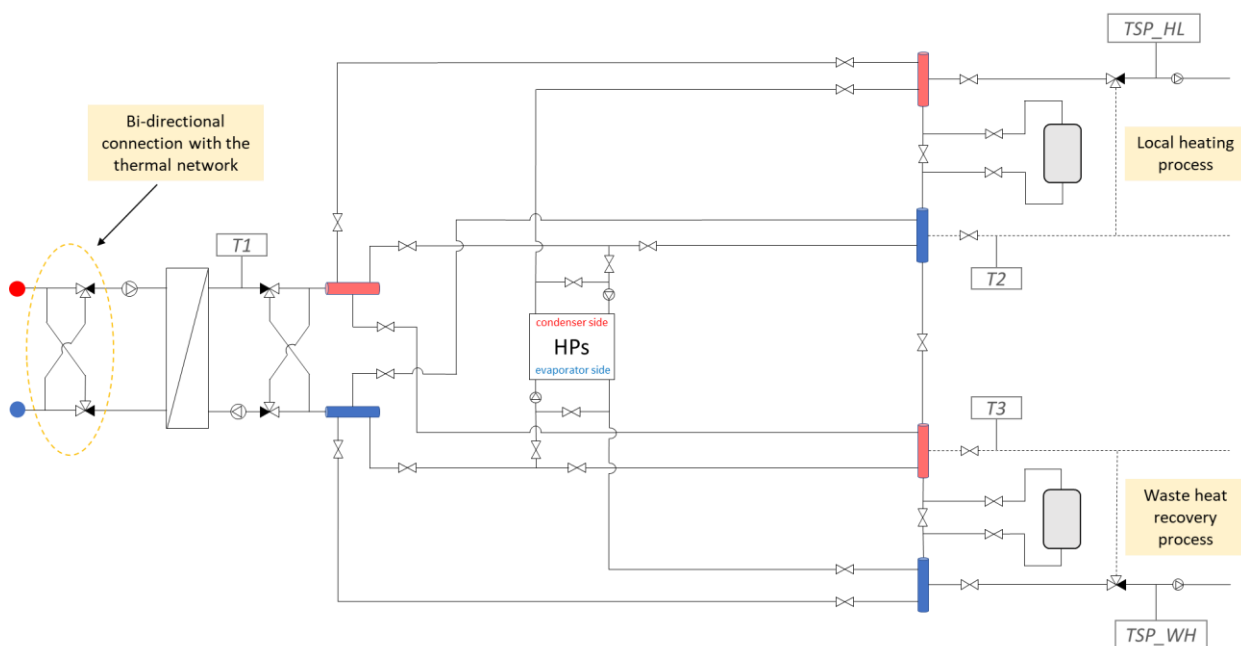 TSP_HL
Bi-directional
connection with the
thermal network
Local heating
process
T1
T2
condenser side
HPs
evaporator side
T3
Waste heat
recovery
process
TSP_WH